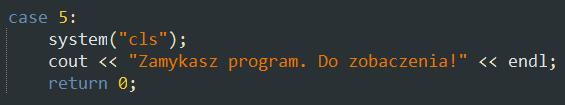 case 5:
system("cls");
cout << "Zamykasz program. Do zobaczenia!" << endl;
return 0;